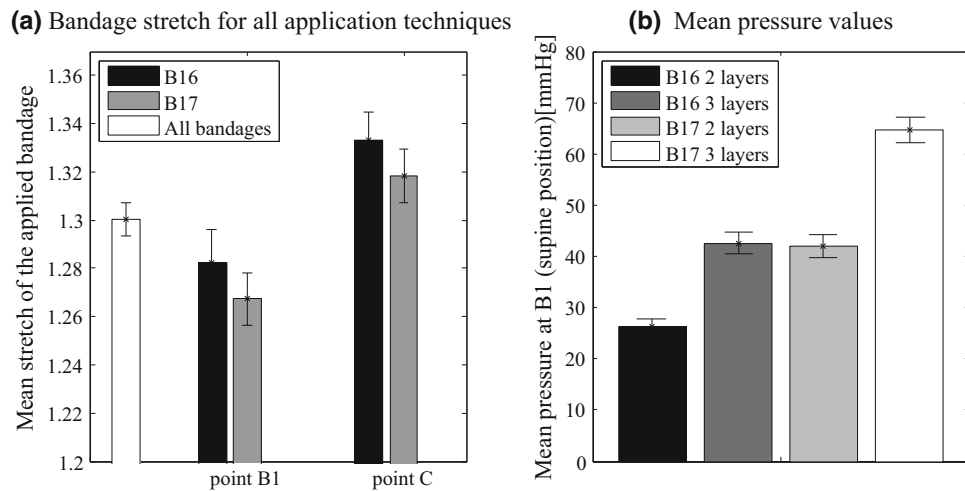 (a) Bandage stretch for all application techniques
Mean stretch of the applied bandage
1.36
1.34
1.32
1.3
1.28
1.26
1.24
1.22
1.2
B16
B17
All bandages
point B1
point C
(b) Mean pressure values
Mean pressure at B1 (supine position)[mmHg]
80
70
60
50
40
30
20
10
0
B16 2 layers
B16 3 layers
B17 2 layers
B17 3 layers